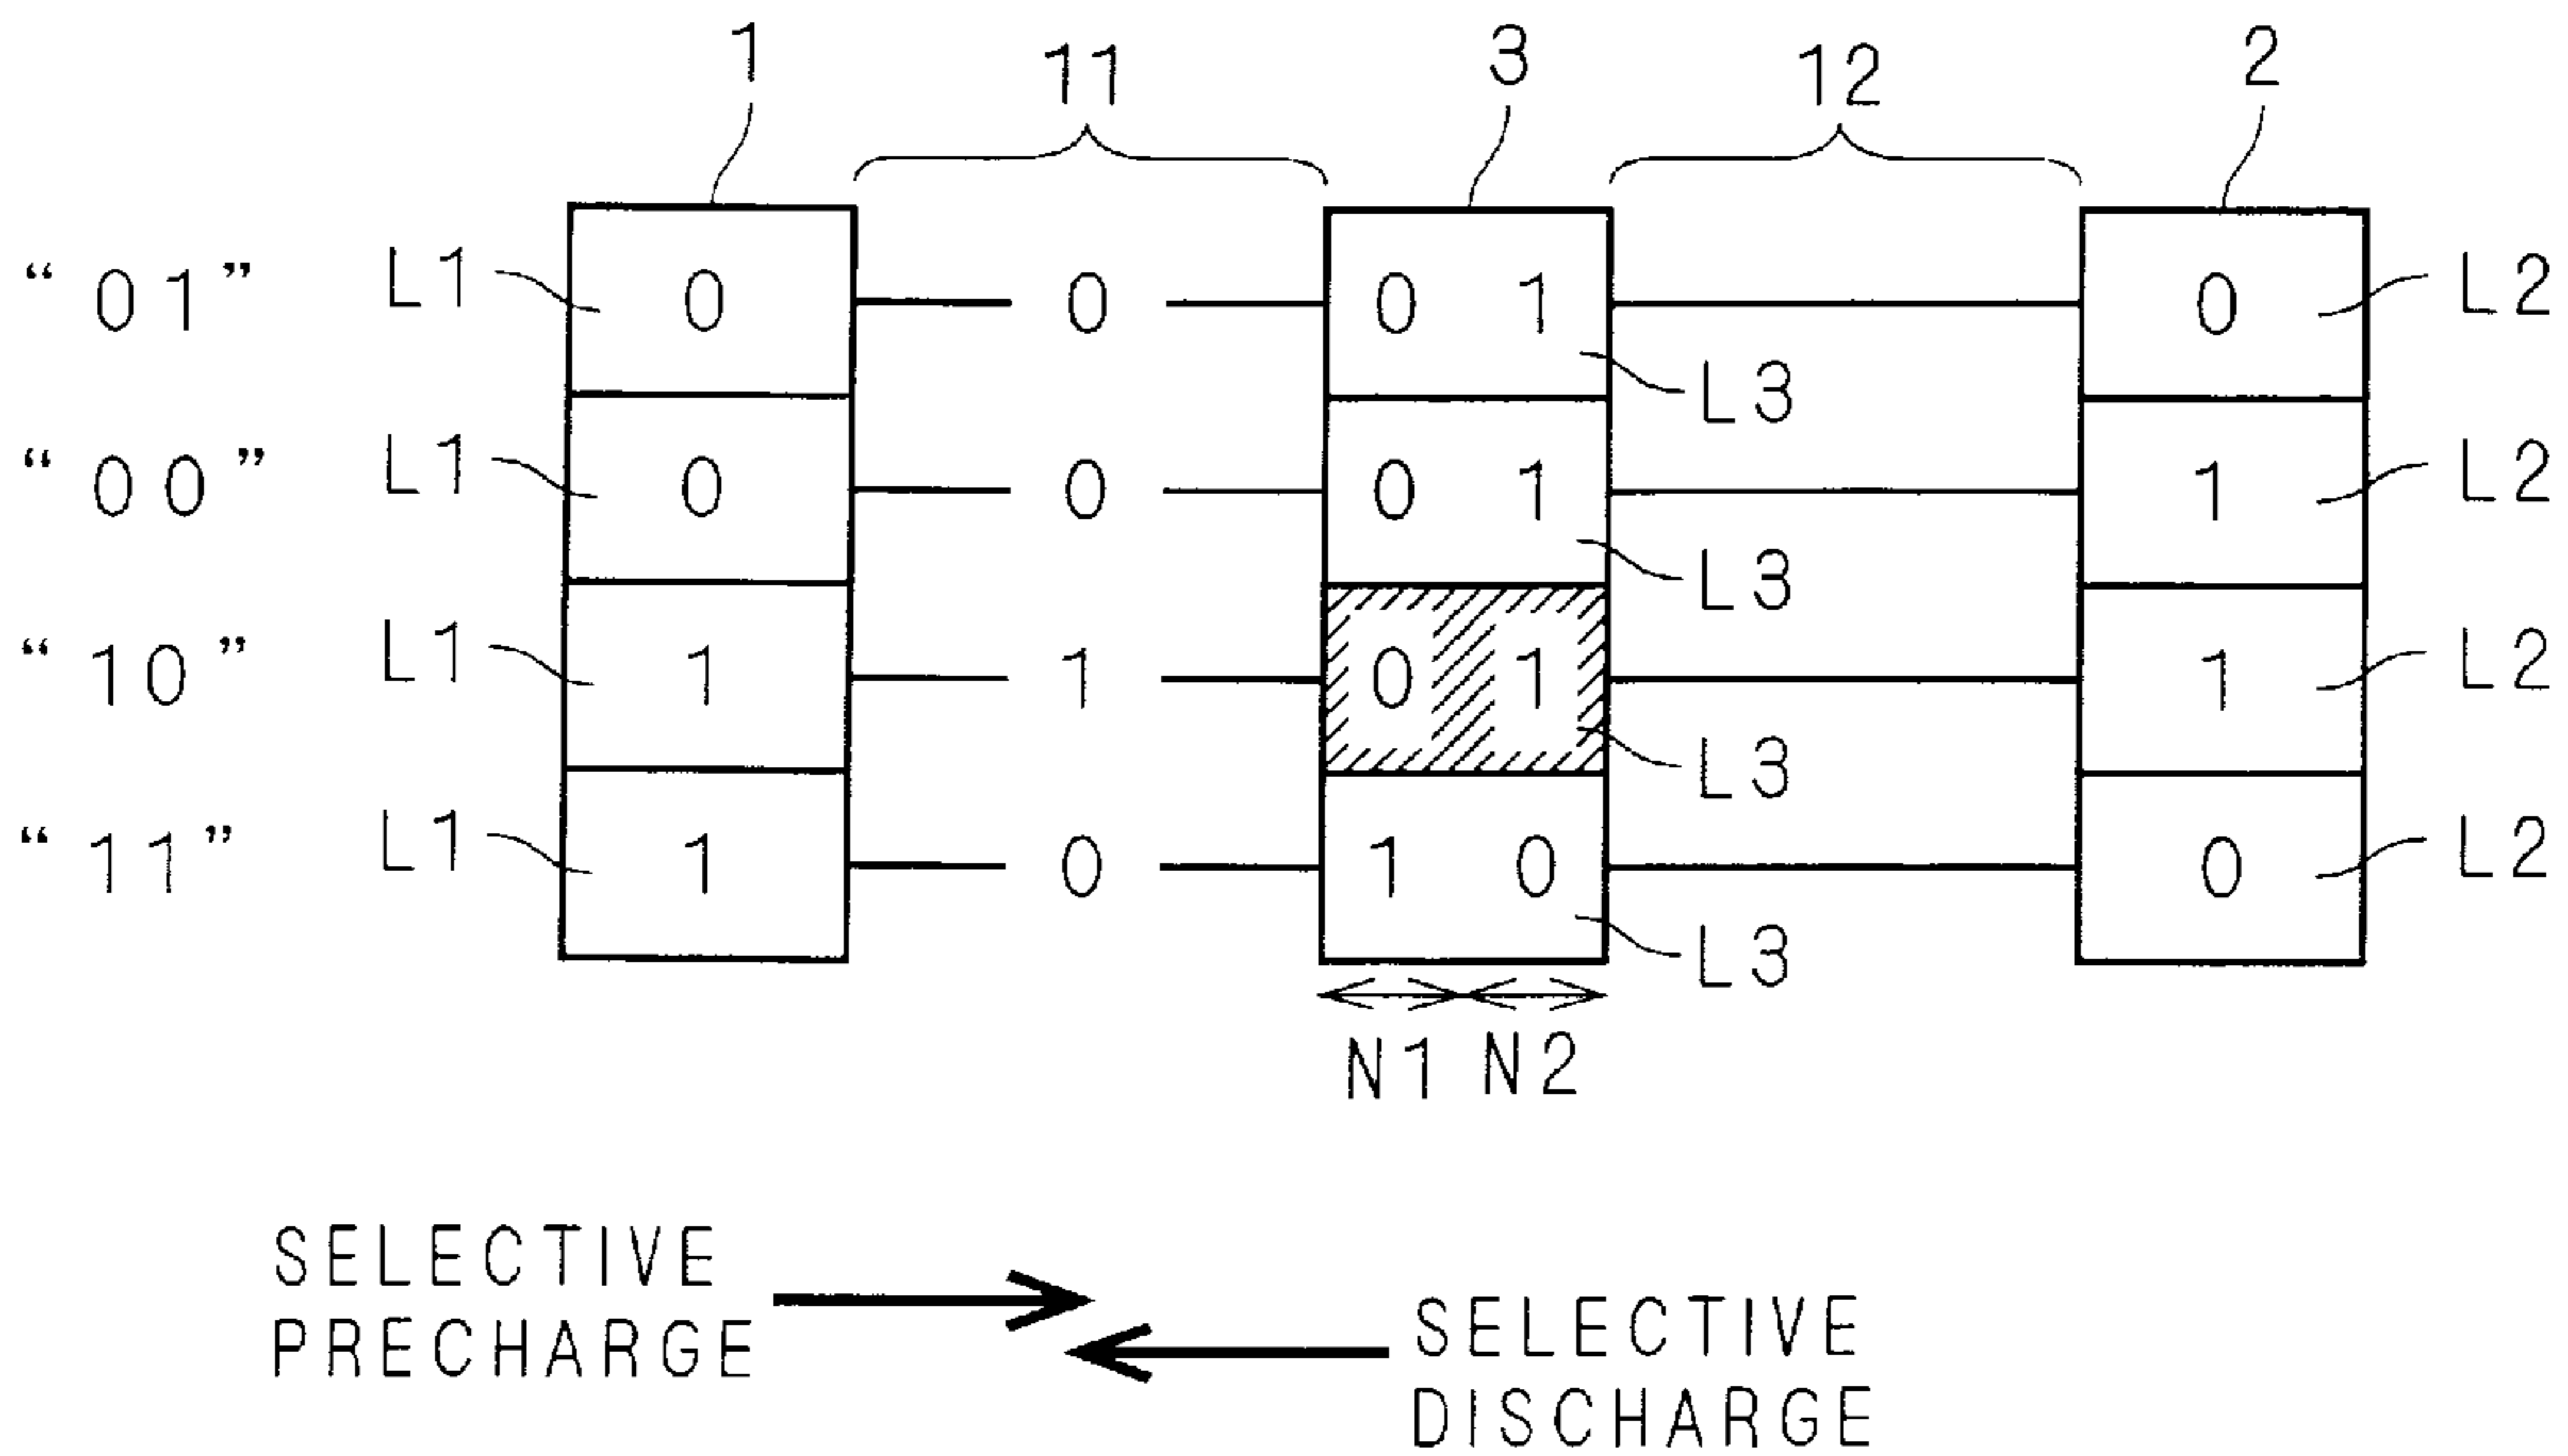 1 11 3 12 2
“01” L1 0 0 0 1 0 L2
L3
“00” L1 0 0 0 1 1 L2
L3
“10” L1 1 1 0 1 1 L2
L3
“11” L1 1 0 1 0 0 L2
L3
N1 N2
SELECTIVE
PRECHARGE
SELECTIVE
DISCHARGE